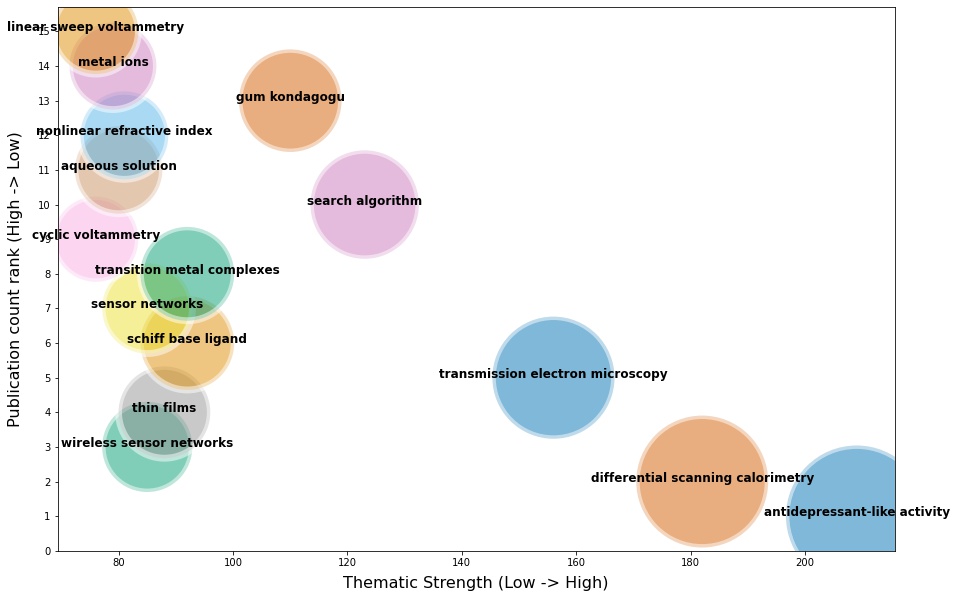 linear sweep voltammetry
metal ions
gum kondagogu
nonlinear refractive index
aqueous solution
search algorithm
cyclic voltammetry
transition metal complexes
sensor networks
schiff base ligand
transmission electron microscopy
thin films
wireless sensor networks
differential scanning calorimetry
antidepressant-like activity
Publication count rank (High -> Low)
15
14
13
12
11
10
9
8
7
6
5
4
3
2
1
0
80 100 120 140 160 180 200
Thematic Strength (Low -> High)